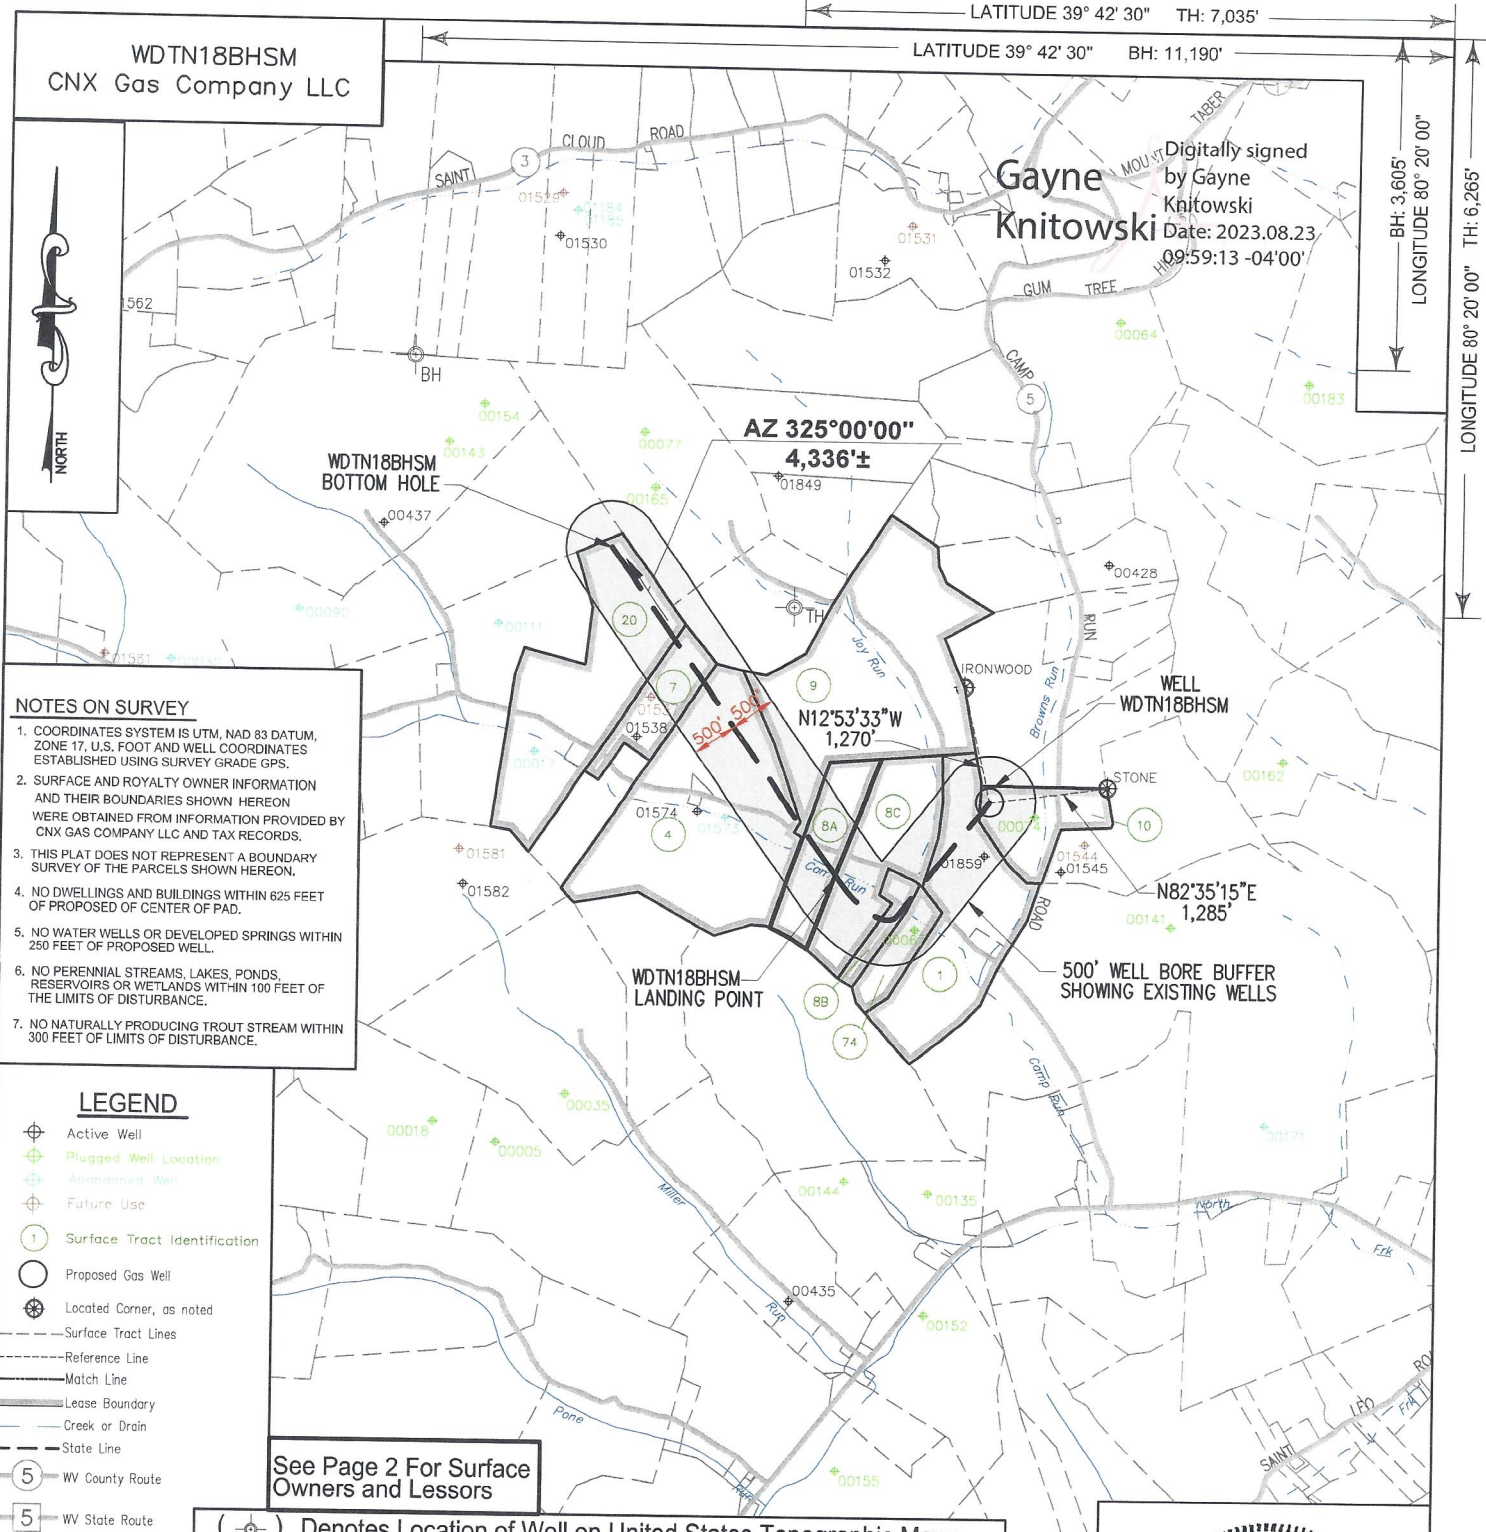 LATITUDE 39° 42' 30" TH: 7,035'
LATITUDE 39° 42' 30" BH: 11,190'
WDTN18BHSM
CNX Gas Company LLC
BH: 3,605'
LONGITUDE 80° 20' 00"
LONGITUDE 80° 20' 00" TH: 6,265'
NORTH
SAINT CLOUD ROAD
3
MOUNT TABER
Gayne
Knitowski
Digitally signed
by Gayne
Knitowski
Date: 2023.08.23
09:59:13 -04'00'
01529
01184
01185
01530
01531
01532
1562
GUM TREE
00064
CAMP
5
00183
BH
00154
00143
00077
00165
AZ 325°00'00"
4,336'±
01849
WDTN18BHSM
BOTTOM HOLE
00437
00428
00090
00111
TH
20
RUN
Joy Run
Browns Run
IRONWOOD
WELL
WDTN18BHSM
7
9
01538
500' 500'
N12°53'33"W
1,270'
00017
00162
STONE
01574
01573
4
8A
8C
10
01581
01582
01859
01544
01545
Run
N82°35'15"E
1,285'
00141
ROAD
WDTN18BHSM
LANDING POINT
8B
74
1
500' WELL BORE BUFFER
SHOWING EXISTING WELLS
NOTES ON SURVEY
1. COORDINATES SYSTEM IS UTM, NAD 83 DATUM,
ZONE 17, U.S. FOOT AND WELL COORDINATES
ESTABLISHED USING SURVEY GRADE GPS.
2. SURFACE AND ROYALTY OWNER INFORMATION
AND THEIR BOUNDARIES SHOWN HEREON
WERE OBTAINED FROM INFORMATION PROVIDED BY
CNX GAS COMPANY LLC AND TAX RECORDS.
3. THIS PLAT DOES NOT REPRESENT A BOUNDARY
SURVEY OF THE PARCELS SHOWN HEREON.
4. NO DWELLINGS AND BUILDINGS WITHIN 625 FEET
OF PROPOSED OF CENTER OF PAD.
5. NO WATER WELLS OR DEVELOPED SPRINGS WITHIN
250 FEET OF PROPOSED WELL.
6. NO PERENNIAL STREAMS, LAKES, PONDS,
RESERVOIRS OR WETLANDS WITHIN 100 FEET OF
THE LIMITS OF DISTURBANCE.
7. NO NATURALLY PRODUCING TROUT STREAM WITHIN
300 FEET OF LIMITS OF DISTURBANCE.
LEGEND
Active Well
Plugged Well Location
Abandoned Well
Future Use
1 Surface Tract Identification
Proposed Gas Well
Located Corner, as noted
Surface Tract Lines
Reference Line
Match Line
Lease Boundary
Creek or Drain
State Line
5 WV County Route
5 WV State Route
00018
00035
00005
Camp Run
00171
00144
00135
Miller Run
North Frk
00435
00152
Pone Run
00155
SAINT LEO
Frk
See Page 2 For Surface
Owners and Lessors
Denotes Location of Well on United States Topographic Maps